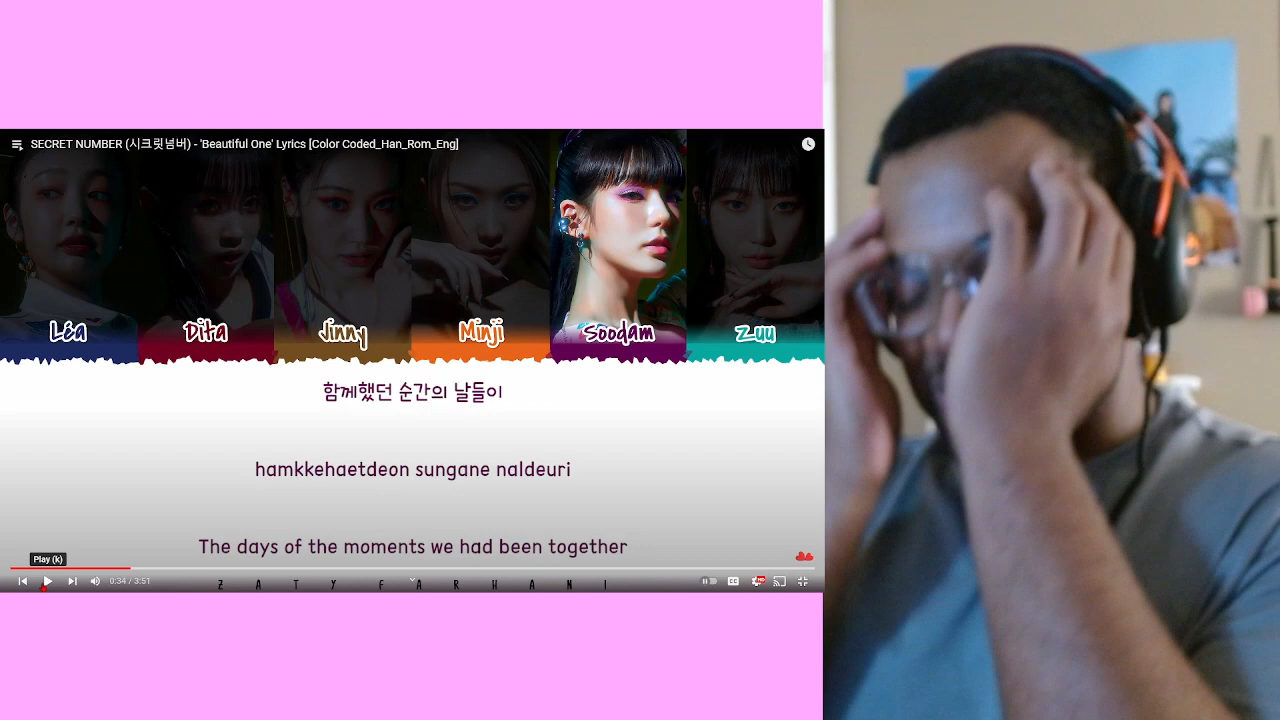 SECRET NUMBER (시크릿넘버) - 'Beautiful One' Lyrics [Color Coded_Han_Rom_Eng]
Léa Dita Jinny Minji Soodam Zuu
함께했던 순간의 날들이
hamkkehaetdeon sungane naldeuri
The days of the moments we had been together
Play (k)
0:34 / 3:51
ZATY FARHANI